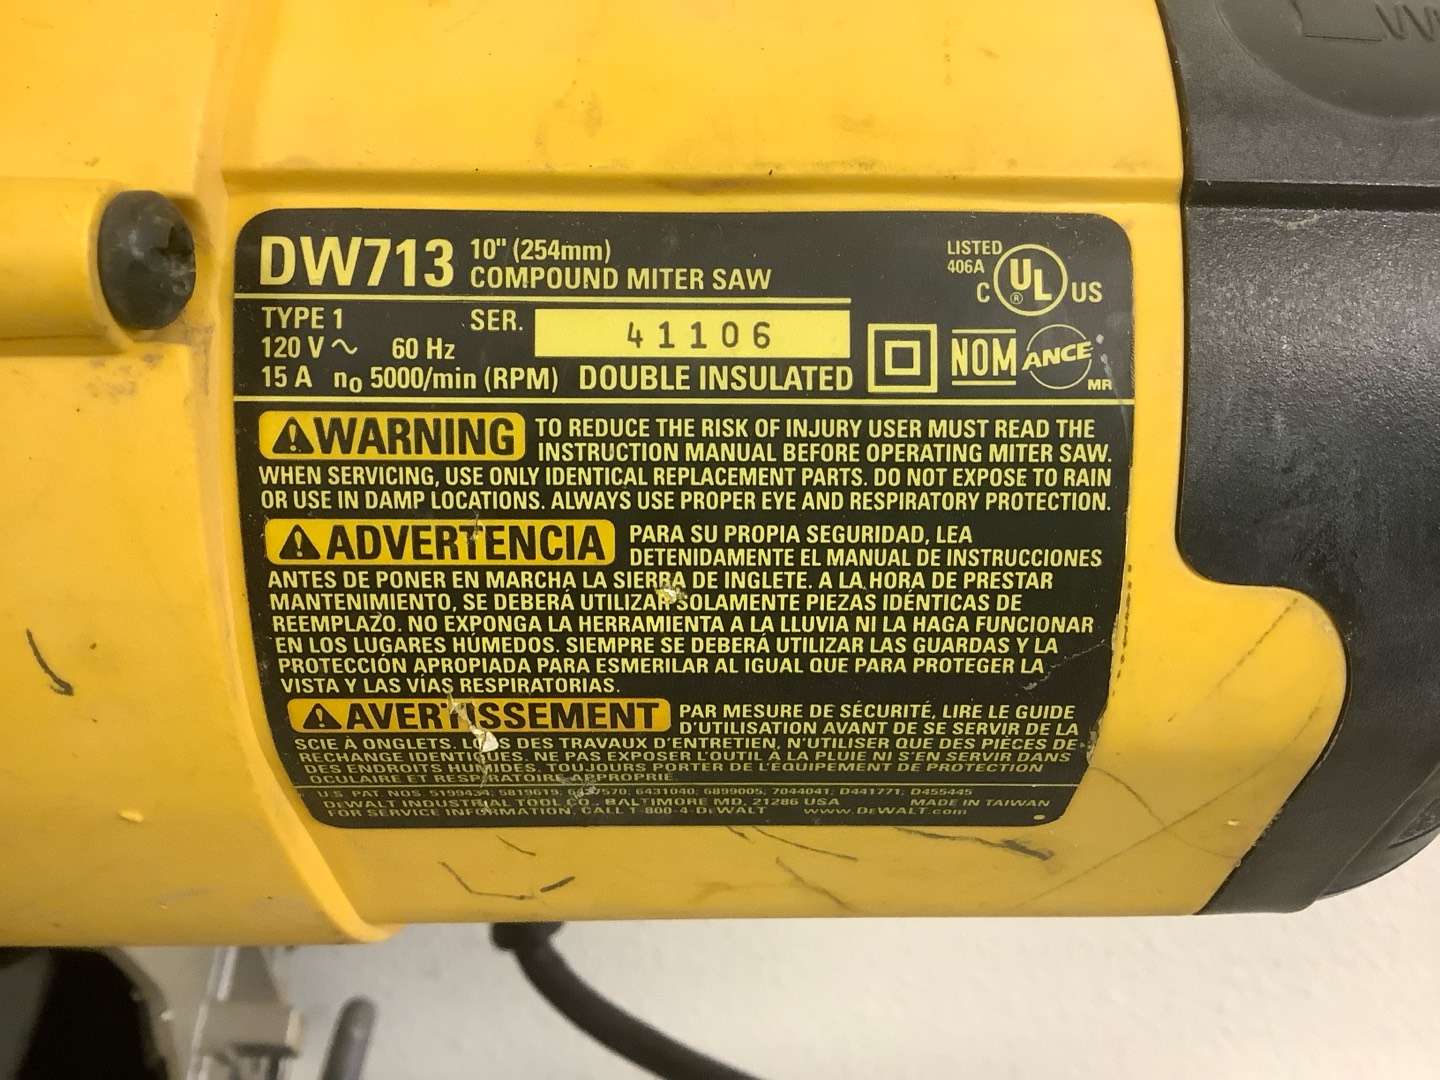 DW713 10" (254mm)
COMPOUND MITER SAW
LISTED
406A
C UL US
®
TYPE 1
SER. 41106
120 V ~ 60 Hz
15 A n0 5000/min (RPM) DOUBLE INSULATED
NOM ANCE
MR
⚠WARNING TO REDUCE THE RISK OF INJURY USER MUST READ THE
INSTRUCTION MANUAL BEFORE OPERATING MITER SAW.
WHEN SERVICING, USE ONLY IDENTICAL REPLACEMENT PARTS. DO NOT EXPOSE TO RAIN
OR USE IN DAMP LOCATIONS. ALWAYS USE PROPER EYE AND RESPIRATORY PROTECTION.
⚠ADVERTENCIA PARA SU PROPIA SEGURIDAD, LEA
DETENIDAMENTE EL MANUAL DE INSTRUCCIONES
ANTES DE PONER EN MARCHA LA SIERRA DE INGLETE. A LA HORA DE PRESTAR
MANTENIMIENTO, SE DEBERÁ UTILIZAR SOLAMENTE PIEZAS IDÉNTICAS DE
REEMPLAZO. NO EXPONGA LA HERRAMIENTA A LA LLUVIA NI LA HAGA FUNCIONAR
EN LOS LUGARES HÚMEDOS. SIEMPRE SE DEBERÁ UTILIZAR LAS GUARDAS Y LA
PROTECCIÓN APROPIADA PARA ESMERILAR AL IGUAL QUE PARA PROTEGER LA
VISTA Y LAS VÍAS RESPIRATORIAS.
⚠AVERTISSEMENT PAR MESURE DE SÉCURITÉ, LIRE LE GUIDE
D'UTILISATION AVANT DE SE SERVIR DE LA
SCIE À ONGLETS. LORS DES TRAVAUX D'ENTRETIEN, N'UTILISER QUE DES PIÈCES DE
RECHANGE IDENTIQUES. NE PAS EXPOSER L'OUTIL À LA PLUIE NI S'EN SERVIR DANS
DES ENDROITS HUMIDES. TOUJOURS PORTER DE L'ÉQUIPEMENT DE PROTECTION
OCULAIRE ET RESPIRATOIRE APPROPRIÉ.
U.S. PAT. NOS. 5199434; 5819619; 6431040; 6899005; 7044041; D441771, D455445
DEWALT INDUSTRIAL TOOL CO., BALTIMORE MD, 21286 USA MADE IN TAIWAN
FOR SERVICE INFORMATION, CALL 1-800-4-DEWALT www.DEWALT.com